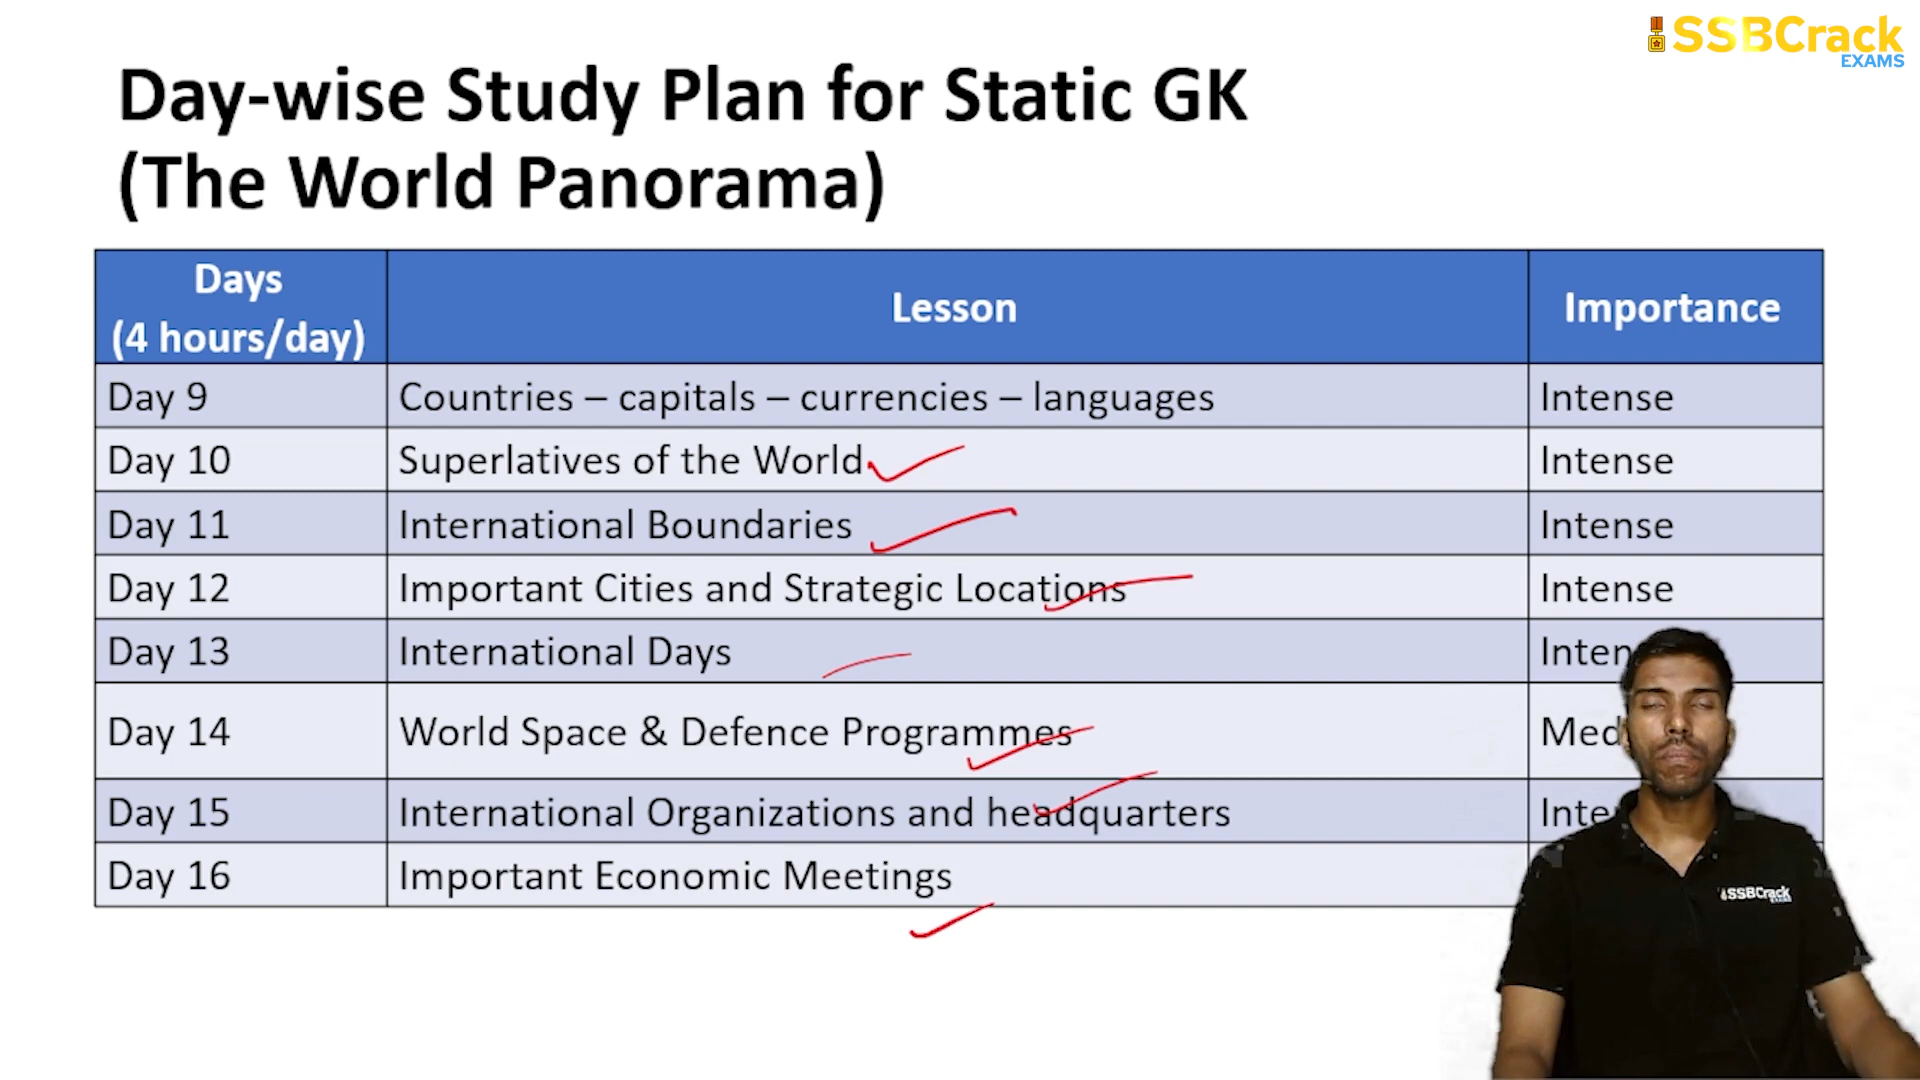 SSBCrack
EXAMS
Day-wise Study Plan for Static GK
(The World Panorama)
Days
(4 hours/day)
Lesson
Importance
Day 9
Countries – capitals – currencies – languages
Intense
Day 10
Superlatives of the World
Intense
Day 11
International Boundaries
Intense
Day 12
Important Cities and Strategic Locations
Intense
Day 13
International Days
Day 14
World Space & Defence Programmes
Day 15
International Organizations and headquarters
Day 16
Important Economic Meetings
SSBCrack
EXAMS